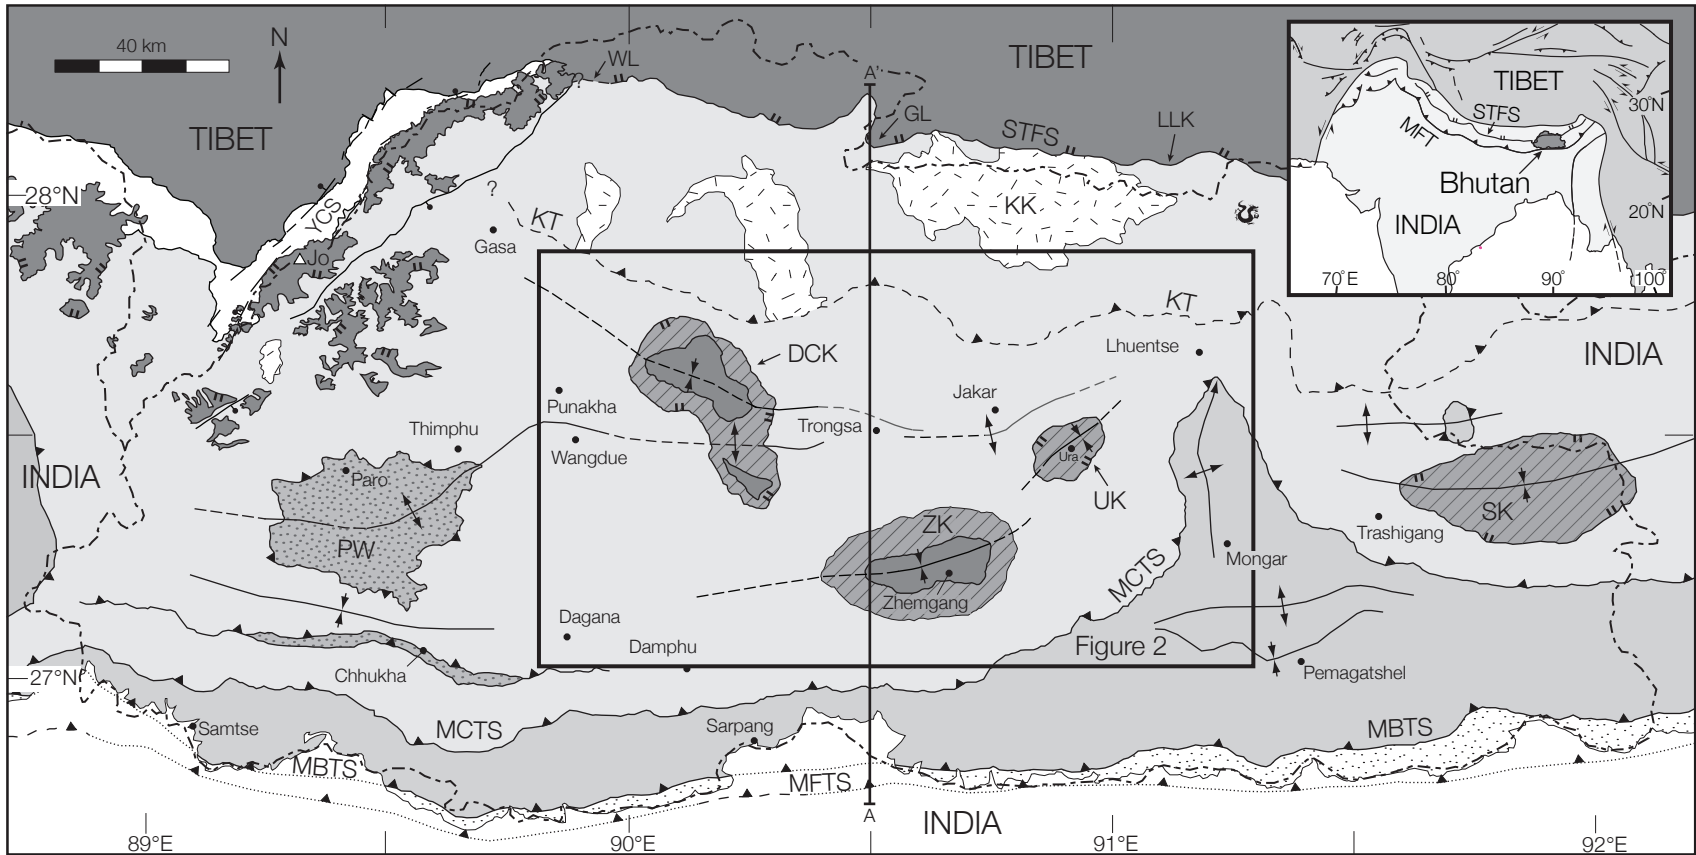 40 km
N
WL
A'
TIBET
TIBET
GL
STFS
LLK
TIBET
30°N
STFS
MFT
Bhutan
20°N
INDIA
70°E
80°
90°
100°
28°N
YCS
?
?
KT
KK
Gasa
Jo
KT
INDIA
Lhuentse
DCK
Jakar
Punakha
Trongsa
Thimphu
Wangdue
Ura
INDIA
Paro
UK
SK
ZK
Trashigang
PW
MCTS
Mongar
Zhemgang
Dagana
Damphu
Figure 2
Chhukha
27°N
Pemagatshel
Samtse
MCTS
Sarpang
MBTS
MBTS
MFTS
A
INDIA
89°E
90°E
91°E
92°E